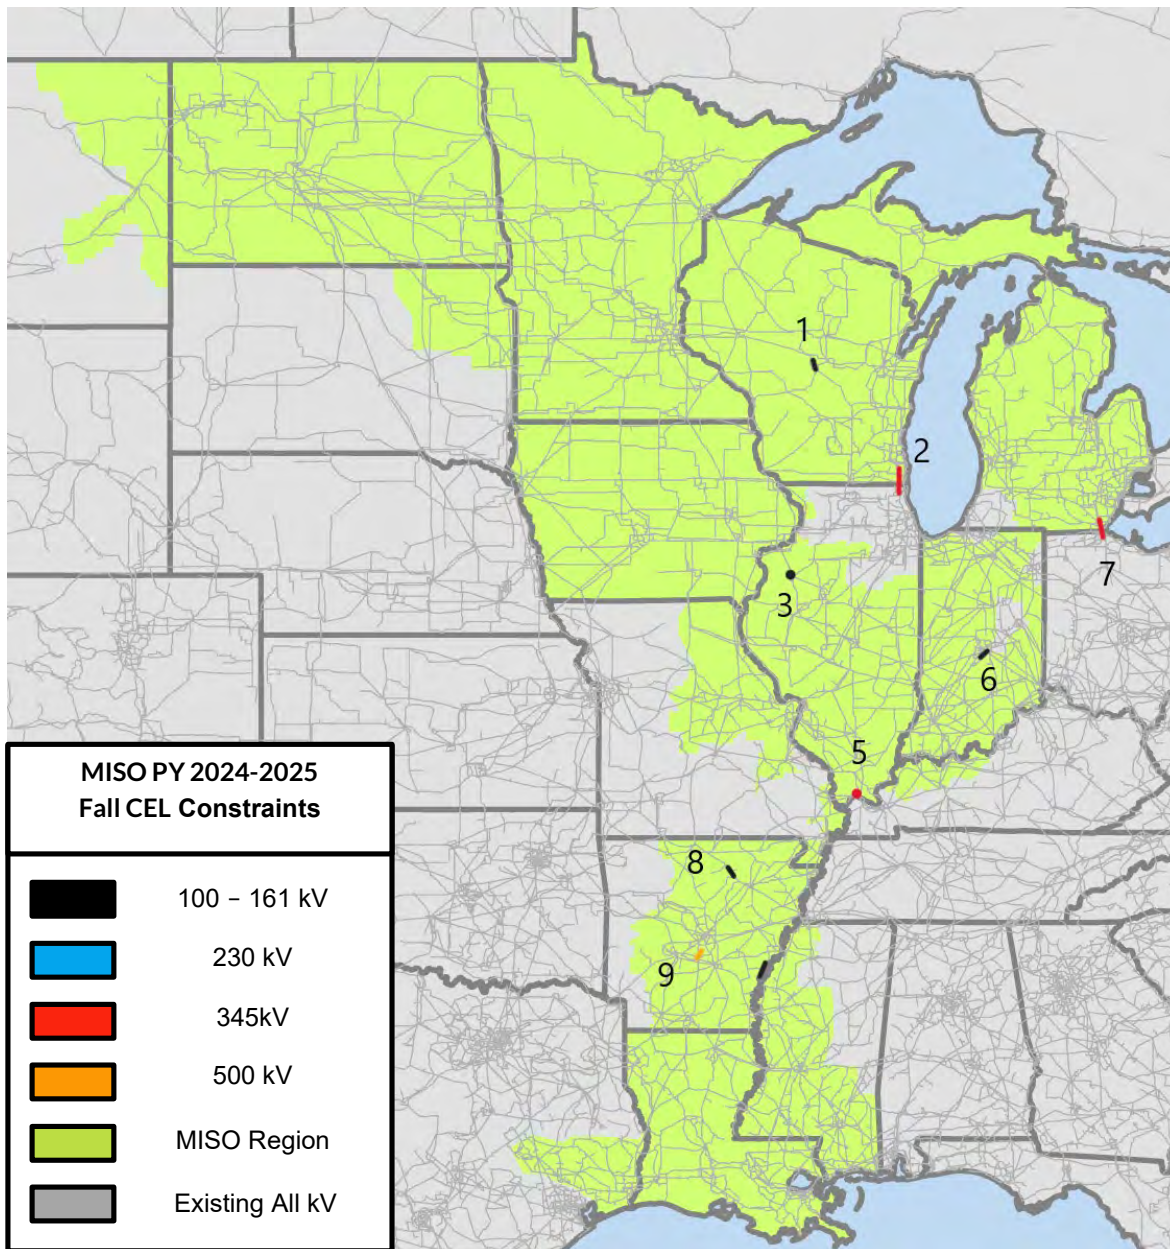 1
2
3
7
6
5
8
9
MISO PY 2024-2025
Fall CEL Constraints
100 – 161 kV
230 kV
345kV
500 kV
MISO Region
Existing All kV